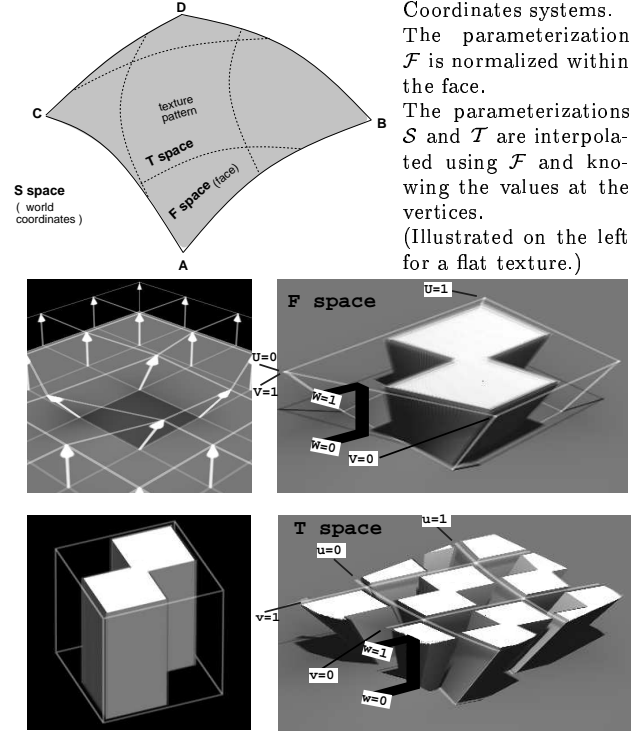 D
C
B
A
texture
pattern
T space
F space (face)
S space
( world
coordinates )
Coordinates systems.
The parameterization
𝓕 is normalized within
the face.
The parameterizations
𝓢 and 𝓣 are interpola-
ted using 𝓕 and kno-
wing the values at the
vertices.
(Illustrated on the left
for a flat texture.)
F space
U=1
U=0
V=1
W=1
W=0
V=0
T space
u=1
u=0
v=1
w=1
v=0
w=0